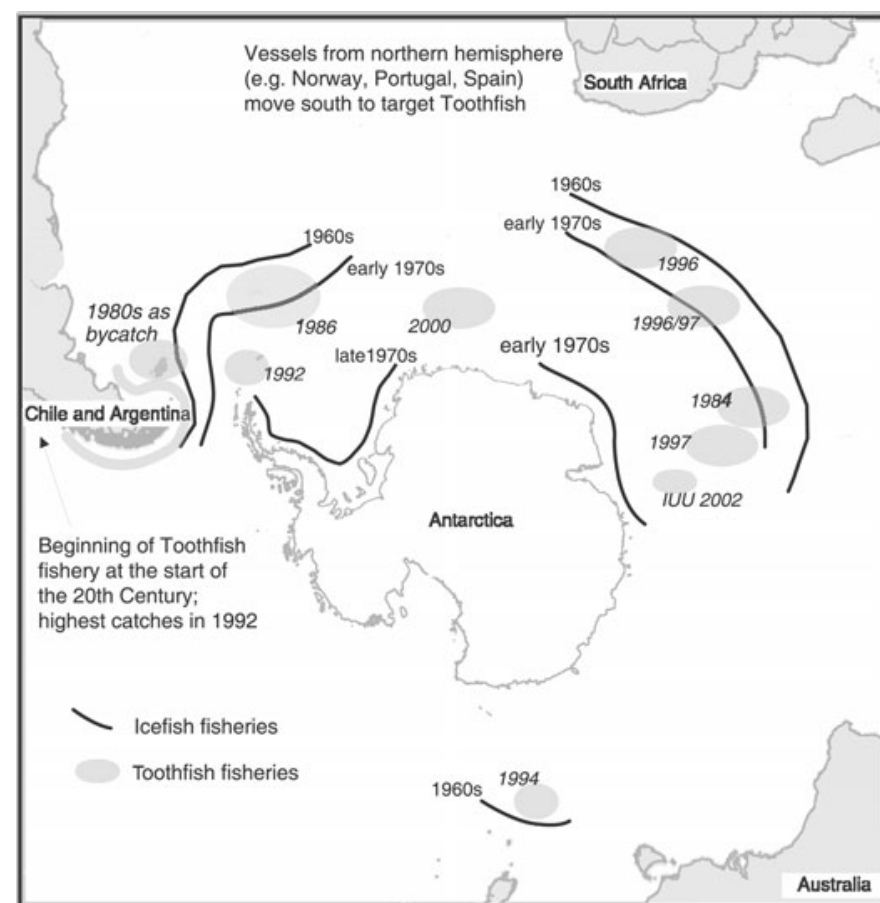 Vessels from northern hemisphere
(e.g. Norway, Portugal, Spain)
move south to target Toothfish
South Africa
1960s
early 1970s
1996
1960s
early 1970s
1980s as
bycatch
1986
2000
1996/97
late1970s
early 1970s
1992
1984
Chile and Argentina
1997
IUU 2002
Antarctica
Beginning of Toothfish
fishery at the start of
the 20th Century;
highest catches in 1992
Icefish fisheries
Toothfish fisheries
1994
1960s
Australia